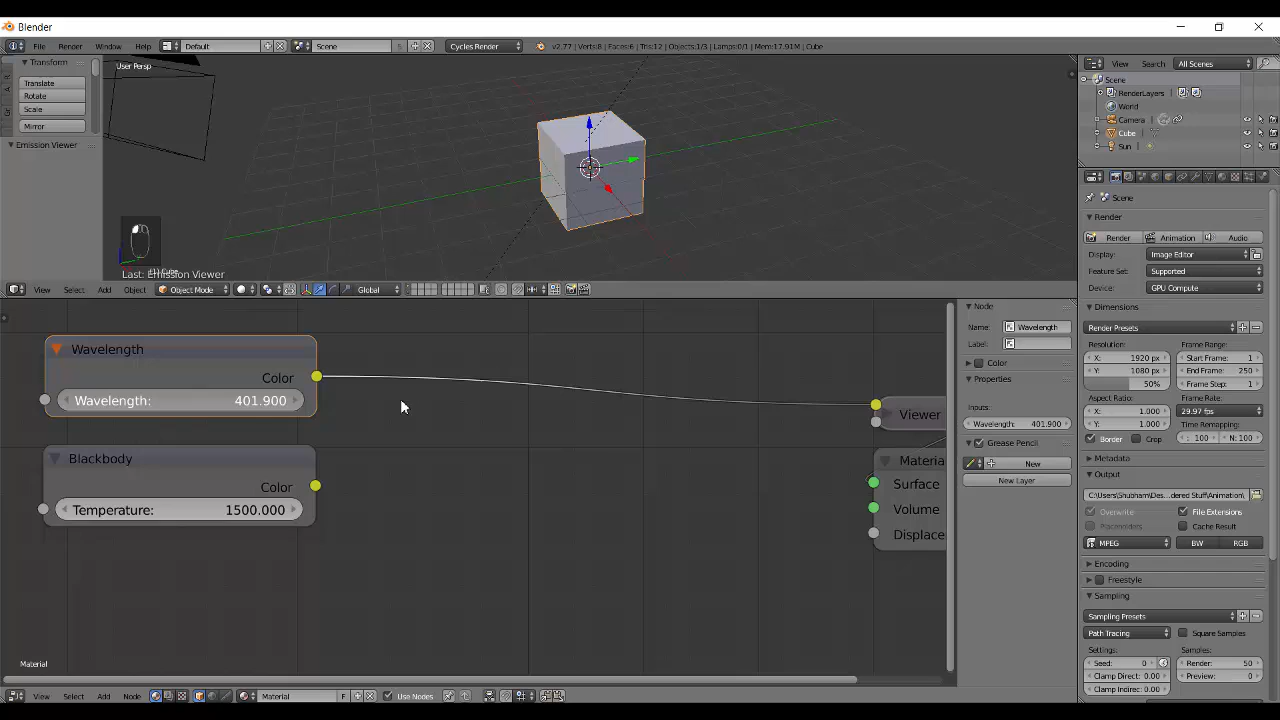 Blender
File Render Window Help Default Scene 5 Cycles Render v2.77 | Verts:8 | Faces:6 | Tris:12 | Objects:1/3 | Lamps:0/1 | Mem:17.91M | Cube
Transform
Translate
Rotate
Scale
Mirror
Emission Viewer
User Persp
(1) Cube
Last: Emission Viewer
View Select Add Object Object Mode Global
View Search All Scenes
Scene
RenderLayers
World
Camera
Cube
Sun
Scene
Render
Render Animation Audio
Display: Image Editor
Feature Set: Supported
Device: GPU Compute
Dimensions
Render Presets
Resolution: Frame Range:
X: 1920 px Start Frame: 1
Y: 1080 px End Frame: 250
50% Frame Step: 1
Aspect Ratio: Frame Rate:
X: 1.000 29.97 fps
Y: 1.000 Time Remapping:
Border Crop : 100 N: 100
Metadata
Output
C:\Users\Shubham\Des...dered Stuff\Animation\
Overwrite File Extensions
Placeholders Cache Result
MPEG BW RGB
Encoding
Freestyle
Sampling
Sampling Presets
Path Tracing Square Samples
Settings: Samples:
Seed: 0 Render: 50
Clamp Direct: 0.00 Preview: 0
Clamp Indirect: 0.00
Wavelength
Color
Wavelength: 401.900
Blackbody
Color
Temperature: 1500.000
Viewer
Material
Surface
Volume
Displace
Node
Name: Wavelength
Label:
Color
Properties
Inputs:
Wavelength: 401.900
Grease Pencil
New
New Layer
Material
View Select Add Node Material F Use Nodes